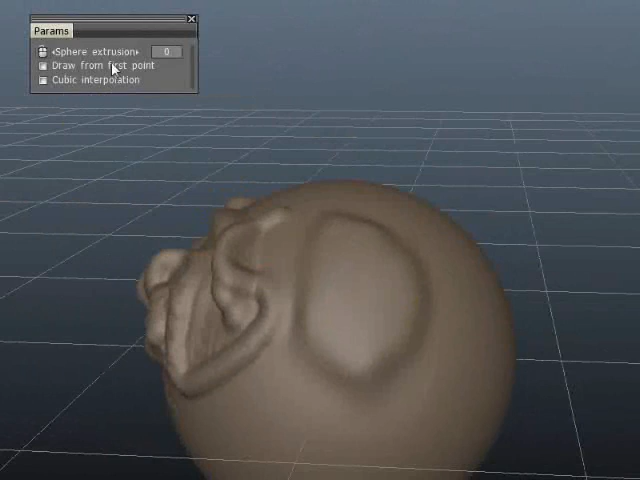 Params
Sphere extrusion 0
Draw from first point
Cubic interpolation